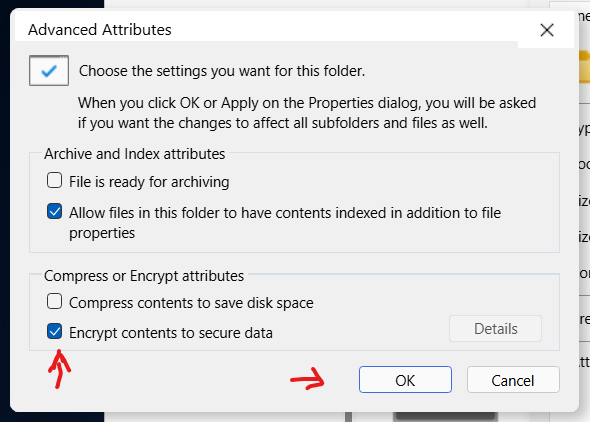 Advanced Attributes
Choose the settings you want for this folder.
When you click OK or Apply on the Properties dialog, you will be asked
if you want the changes to affect all subfolders and files as well.
Archive and Index attributes
File is ready for archiving
Allow files in this folder to have contents indexed in addition to file
properties
Compress or Encrypt attributes
Compress contents to save disk space
Encrypt contents to secure data
Details
OK
Cancel